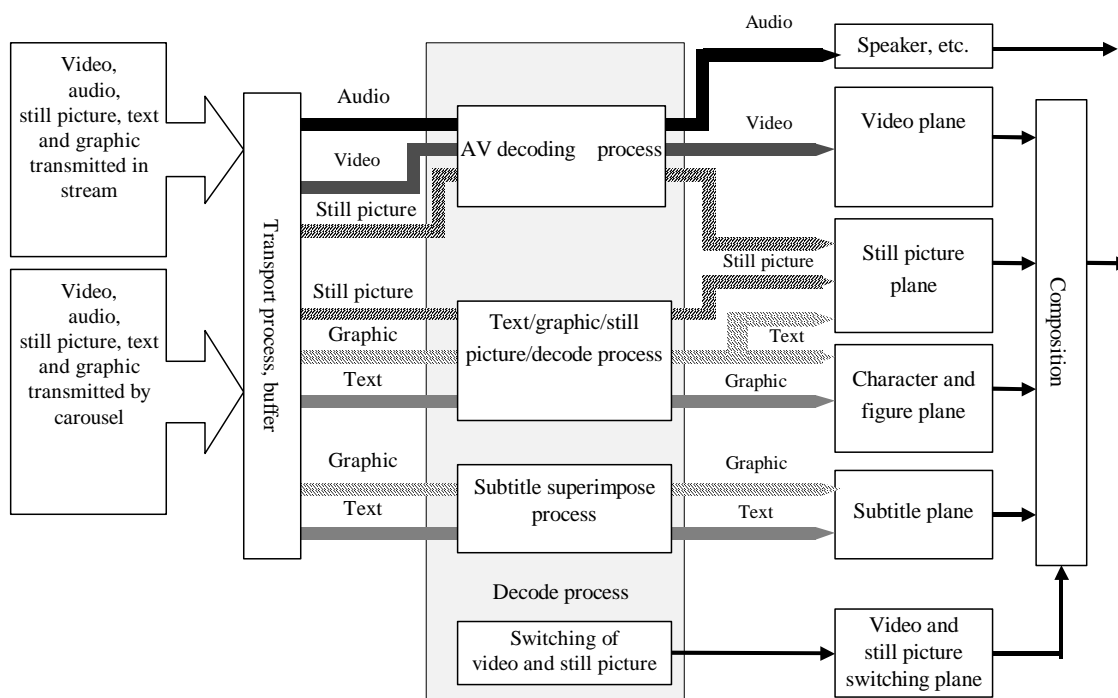 Video,
audio,
still picture, text
and graphic
transmitted in
stream
Video,
audio,
still picture, text
and graphic
transmitted by
carousel
Transport process, buffer
Audio
Video
Still picture
Still picture
Graphic
Text
Graphic
Text
AV decoding process
Text/graphic/still
picture/decode process
Subtitle superimpose
process
Decode process
Switching of
video and still picture
Audio
Video
Still picture
Text
Graphic
Graphic
Text
Speaker, etc.
Video plane
Still picture
plane
Character and
figure plane
Subtitle plane
Video and
still picture
switching plane
Composition